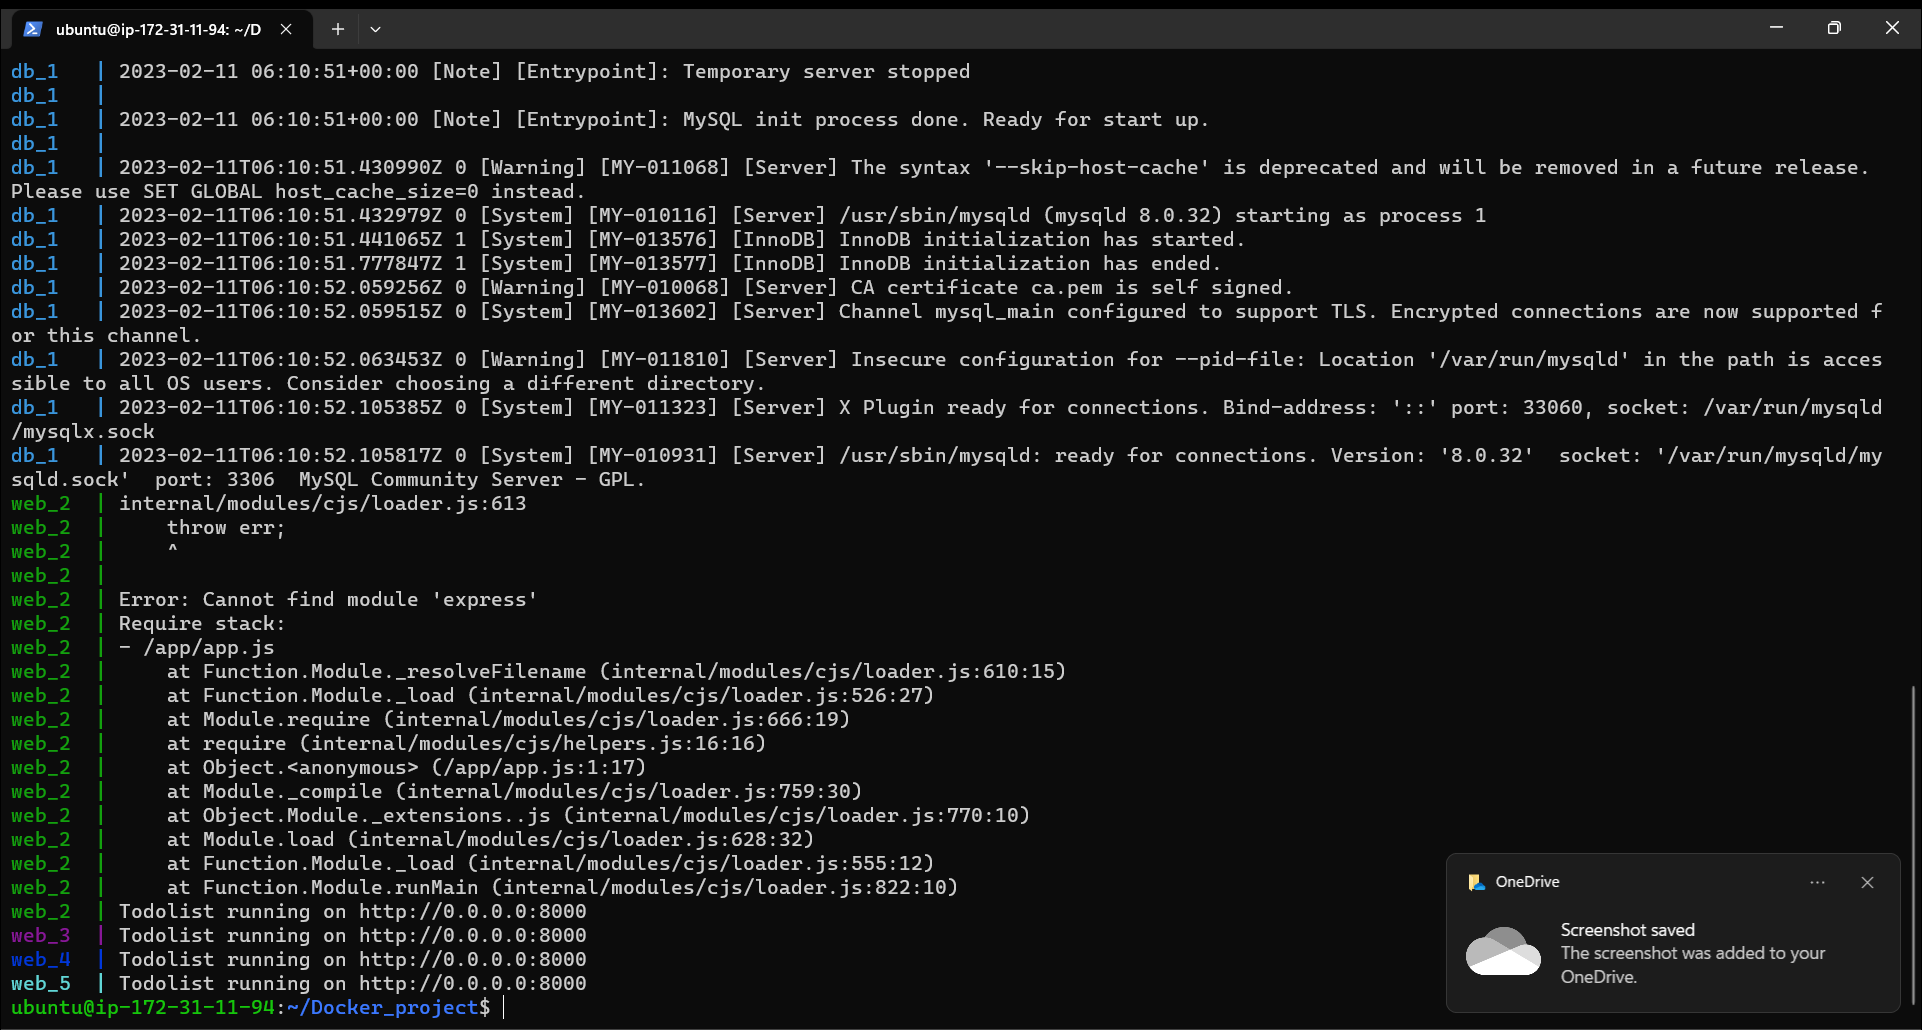 ubuntu@ip-172-31-11-94: ~/D
db_1   | 2023-02-11 06:10:51+00:00 [Note] [Entrypoint]: Temporary server stopped
db_1   |
db_1   | 2023-02-11 06:10:51+00:00 [Note] [Entrypoint]: MySQL init process done. Ready for start up.
db_1   |
db_1   | 2023-02-11T06:10:51.430990Z 0 [Warning] [MY-011068] [Server] The syntax '--skip-host-cache' is deprecated and will be removed in a future release.
Please use SET GLOBAL host_cache_size=0 instead.
db_1   | 2023-02-11T06:10:51.432979Z 0 [System] [MY-010116] [Server] /usr/sbin/mysqld (mysqld 8.0.32) starting as process 1
db_1   | 2023-02-11T06:10:51.441065Z 1 [System] [MY-013576] [InnoDB] InnoDB initialization has started.
db_1   | 2023-02-11T06:10:51.777847Z 1 [System] [MY-013577] [InnoDB] InnoDB initialization has ended.
db_1   | 2023-02-11T06:10:52.059256Z 0 [Warning] [MY-010068] [Server] CA certificate ca.pem is self signed.
db_1   | 2023-02-11T06:10:52.059515Z 0 [System] [MY-013602] [Server] Channel mysql_main configured to support TLS. Encrypted connections are now supported f
or this channel.
db_1   | 2023-02-11T06:10:52.063453Z 0 [Warning] [MY-011810] [Server] Insecure configuration for --pid-file: Location '/var/run/mysqld' in the path is acces
sible to all OS users. Consider choosing a different directory.
db_1   | 2023-02-11T06:10:52.105385Z 0 [System] [MY-011323] [Server] X Plugin ready for connections. Bind-address: '::' port: 33060, socket: /var/run/mysqld
/mysqlx.sock
db_1   | 2023-02-11T06:10:52.105817Z 0 [System] [MY-010931] [Server] /usr/sbin/mysqld: ready for connections. Version: '8.0.32'  socket: '/var/run/mysqld/my
sqld.sock'  port: 3306  MySQL Community Server - GPL.
web_2  | internal/modules/cjs/loader.js:613
web_2  |     throw err;
web_2  |     ^
web_2  |
web_2  | Error: Cannot find module 'express'
web_2  | Require stack:
web_2  | - /app/app.js
web_2  |     at Function.Module._resolveFilename (internal/modules/cjs/loader.js:610:15)
web_2  |     at Function.Module._load (internal/modules/cjs/loader.js:526:27)
web_2  |     at Module.require (internal/modules/cjs/loader.js:666:19)
web_2  |     at require (internal/modules/cjs/helpers.js:16:16)
web_2  |     at Object.<anonymous> (/app/app.js:1:17)
web_2  |     at Module._compile (internal/modules/cjs/loader.js:759:30)
web_2  |     at Object.Module._extensions..js (internal/modules/cjs/loader.js:770:10)
web_2  |     at Module.load (internal/modules/cjs/loader.js:628:32)
web_2  |     at Function.Module._load (internal/modules/cjs/loader.js:555:12)
web_2  |     at Function.Module.runMain (internal/modules/cjs/loader.js:822:10)
web_2  | Todolist running on http://0.0.0.0:8000
web_3  | Todolist running on http://0.0.0.0:8000
web_4  | Todolist running on http://0.0.0.0:8000
web_5  | Todolist running on http://0.0.0.0:8000
ubuntu@ip-172-31-11-94:~/Docker_project$
OneDrive
Screenshot saved
The screenshot was added to your
OneDrive.